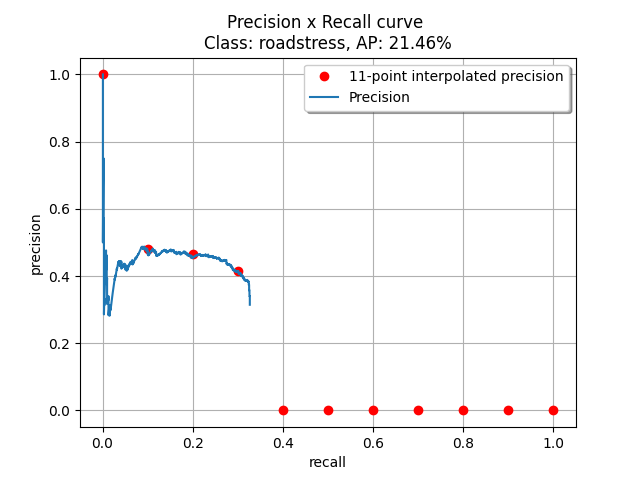 Precision x Recall curve
Class: roadstress, AP: 21.46%
11-point interpolated precision
Precision
1.0
0.8
0.6
0.4
0.2
0.0
precision
0.0 0.2 0.4 0.6 0.8 1.0
recall